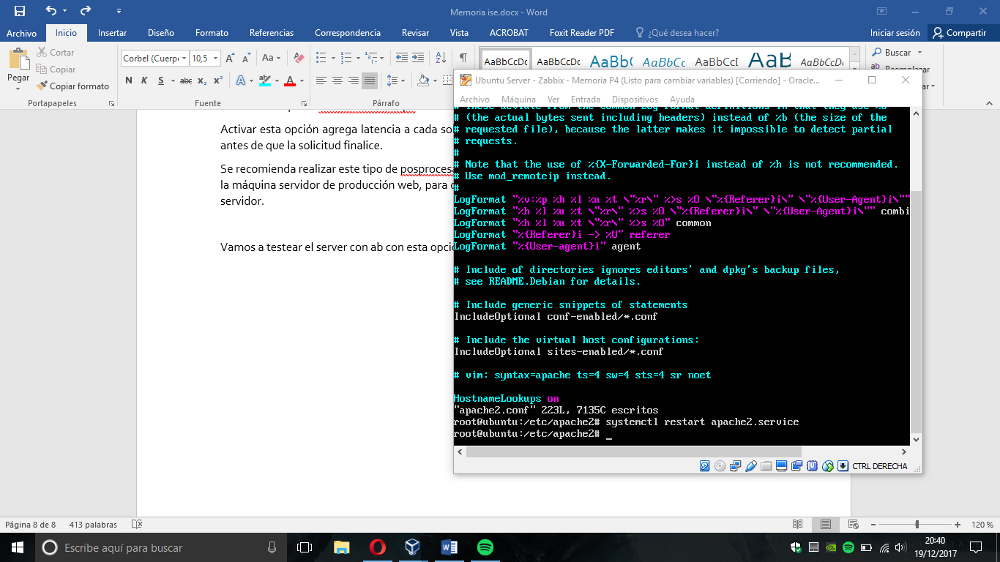 Memoria ise.docx - Word
Archivo Inicio Insertar Diseño Formato Referencias Correspondencia Revisar Vista ACROBAT Foxit Reader PDF ¿Qué desea hacer? Iniciar sesión Compartir
Pegar
Cortar
Copiar
Copiar formato
Portapapeles
Corbel (Cuerp 10,5
N K S abc x₂ x²
Fuente
Párrafo
AaBbCcDc AaBbCcDc AaBbC AaBbCcC AaBbCcD AaB AaBbCcDc
Buscar
Reemplazar
Activar esta opción agrega latencia a cada so
antes de que la solicitud finalice.
Se recomienda realizar este tipo de posprocesa
la máquina servidor de producción web, para
servidor.
Vamos a testear el server con ab con esta opci
Ubuntu Server - Zabbix - Memoria P4 (Listo para cambiar variables) [Corriendo] - Oracle...
Archivo Máquina Ver Entrada Dispositivos Ayuda
# These deviate from the Common Log Format definitions in that they use %O
# (the actual bytes sent including headers) instead of %b (the size of the
# requested file), because the latter makes it impossible to detect partial
# requests.
#
# Note that the use of %{X-Forwarded-For}i instead of %h is not recommended.
# Use mod_remoteip instead.
#
LogFormat "%v:%p %h %l %u %t \"%r\" %>s %O \"%{Referer}i\" \"%{User-Agent}i\""
LogFormat "%h %l %u %t \"%r\" %>s %O \"%{Referer}i\" \"%{User-Agent}i\"" combi
LogFormat "%h %l %u %t \"%r\" %>s %O" common
LogFormat "%{Referer}i -> %U" referer
LogFormat "%{User-agent}i" agent
# Include of directories ignores editors' and dpkg's backup files,
# see README.Debian for details.
# Include generic snippets of statements
IncludeOptional conf-enabled/*.conf
# Include the virtual host configurations:
IncludeOptional sites-enabled/*.conf
# vim: syntax=apache ts=4 sw=4 sts=4 sr noet
HostnameLookups on
"apache2.conf" 223L, 7135C escritos
root@ubuntu:/etc/apache2# systemctl restart apache2.service
root@ubuntu:/etc/apache2# _
CTRL DERECHA
Página 8 de 8 413 palabras
120 %
Escribe aquí para buscar
20:40
19/12/2017